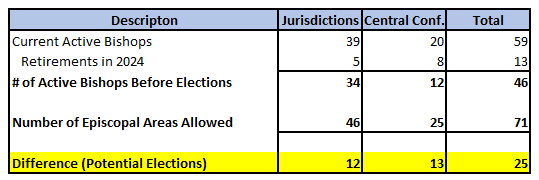 Descripton Jurisdictions Central Conf. Total
Current Active Bishops 39 20 59
Retirements in 2024 5 8 13
# of Active Bishops Before Elections 34 12 46
Number of Episcopal Areas Allowed 46 25 71
Difference (Potential Elections) 12 13 25